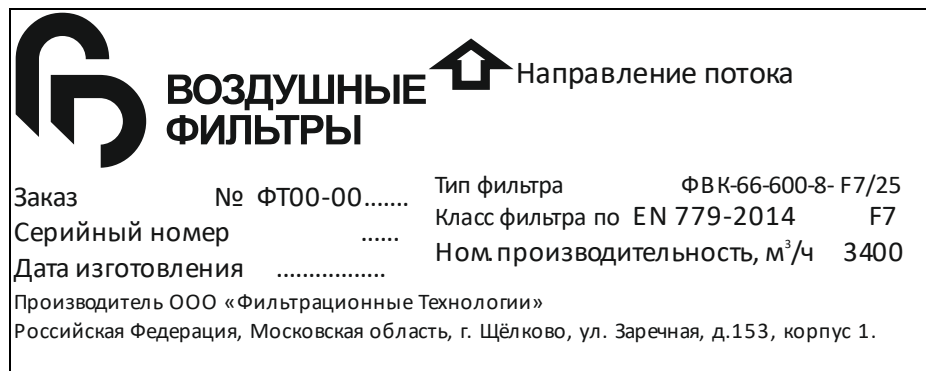 ВОЗДУШНЫЕ
ФИЛЬТРЫ
Направление потока
Заказ № ФТ00-00.......
Серийный номер ......
Дата изготовления .................
Тип фильтра ФВК-66-600-8- F7/25
Класс фильтра по EN 779-2014 F7
Ном.производительность, м³/ч 3400
Производитель ООО «Фильтрационные Технологии»
Российская Федерация, Московская область, г. Щёлково, ул. Заречная, д.153, корпус 1.